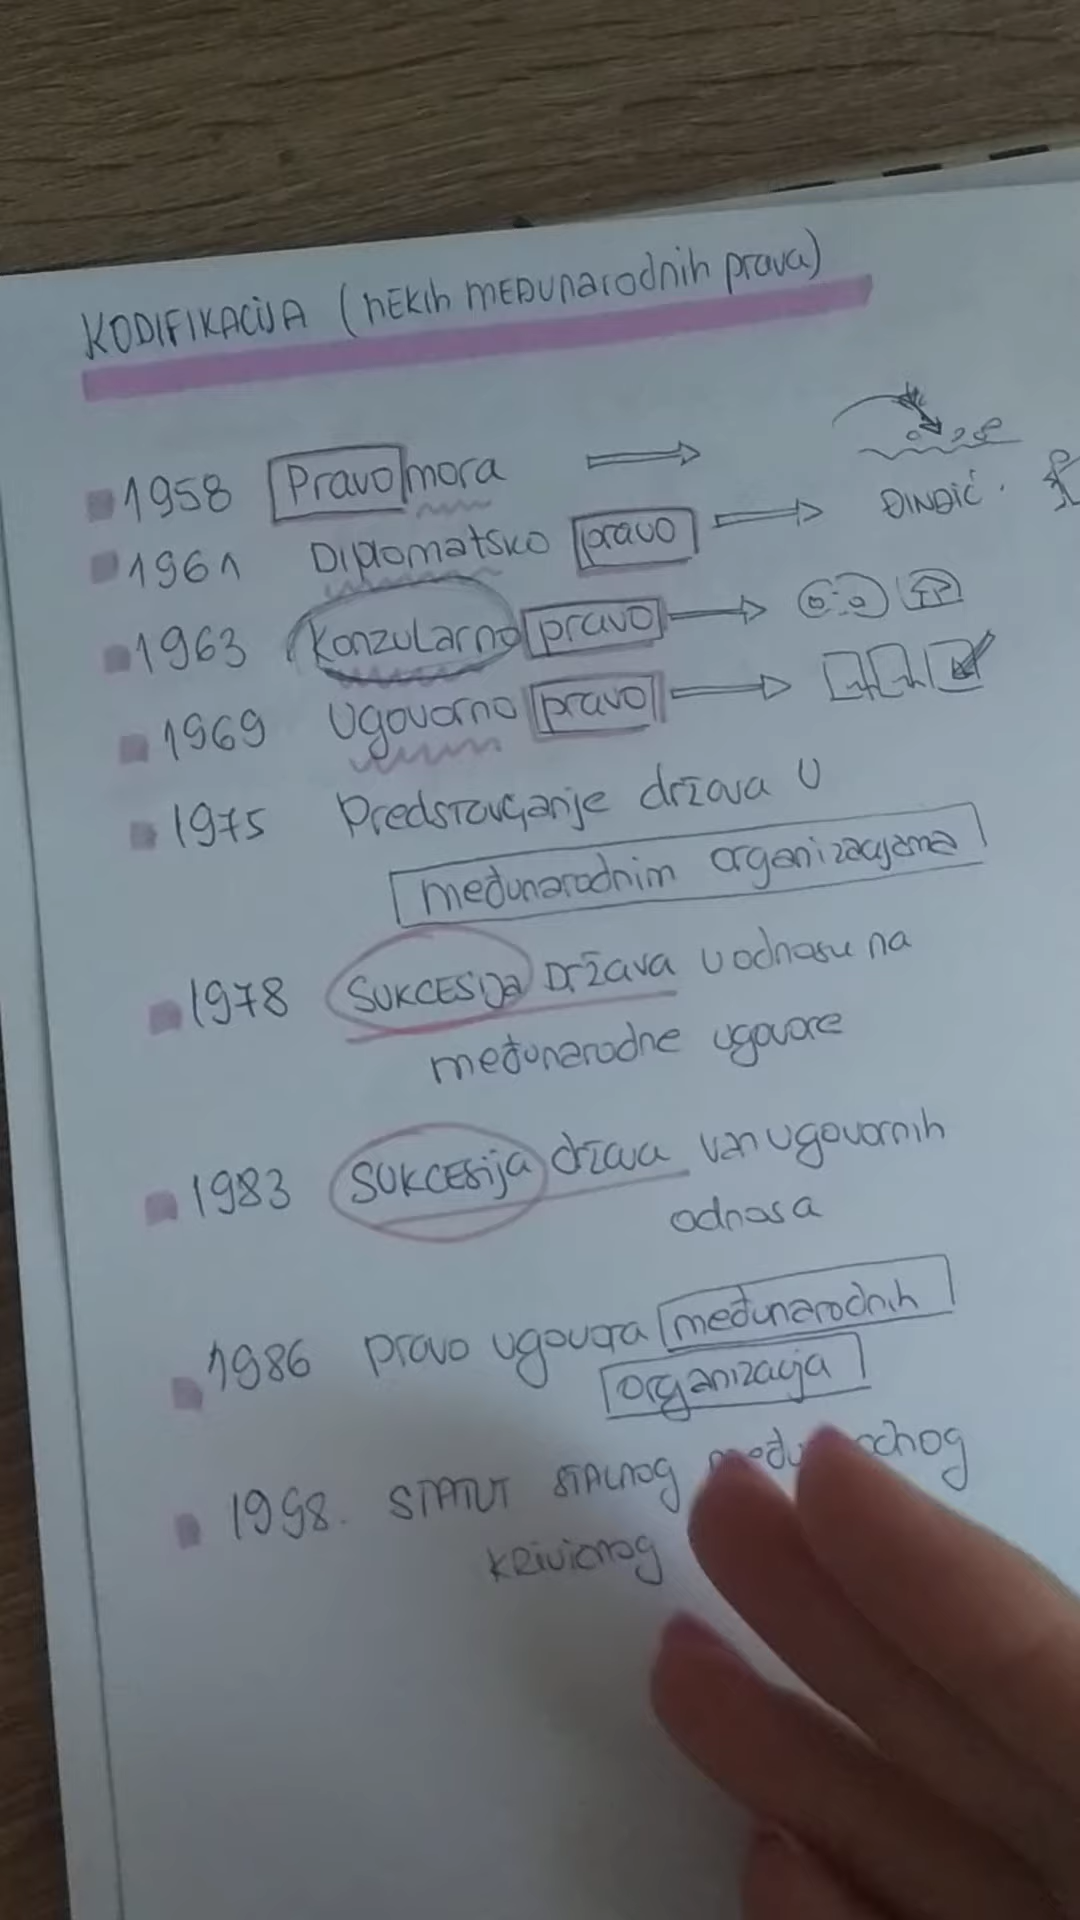 KODIFIKACIJA (nEKih MEĐUnarodnih prava)
1958 Pravo mora
1961 Diplomatsko pravo ĐINĐIĆ.
1963 Konzularno pravo
1969 Ugovorno pravo
1975 Predstavljanje država U
međunarodnim organizacijama
1978 SUKCESIJA Država u odnosu na
međunarodne ugovore
1983 SUKCESIJA država van ugovornih
odnosa
1986 pravo ugovora međunarodnih
organizacija
1998. STATUT STALnog
KRivičnog